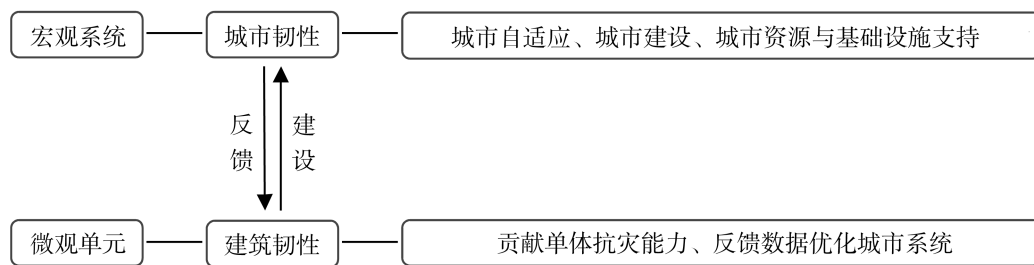 宏观系统 城市韧性 城市自适应、城市建设、城市资源与基础设施支持
反馈
建设
微观单元 建筑韧性 贡献单体抗灾能力、反馈数据优化城市系统